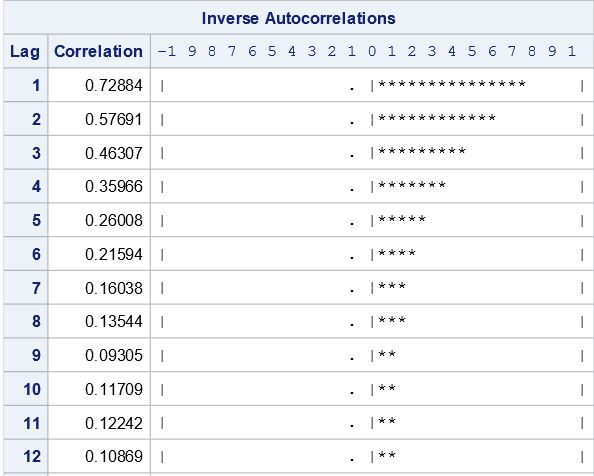 Inverse Autocorrelations
Lag Correlation -1 9 8 7 6 5 4 3 2 1 0 1 2 3 4 5 6 7 8 9 1
1 0.72884 | . |*************** |
2 0.57691 | . |************ |
3 0.46307 | . |********* |
4 0.35966 | . |******* |
5 0.26008 | . |***** |
6 0.21594 | . |**** |
7 0.16038 | . |*** |
8 0.13544 | . |*** |
9 0.09305 | . |** |
10 0.11709 | . |** |
11 0.12242 | . |** |
12 0.10869 | . |** |